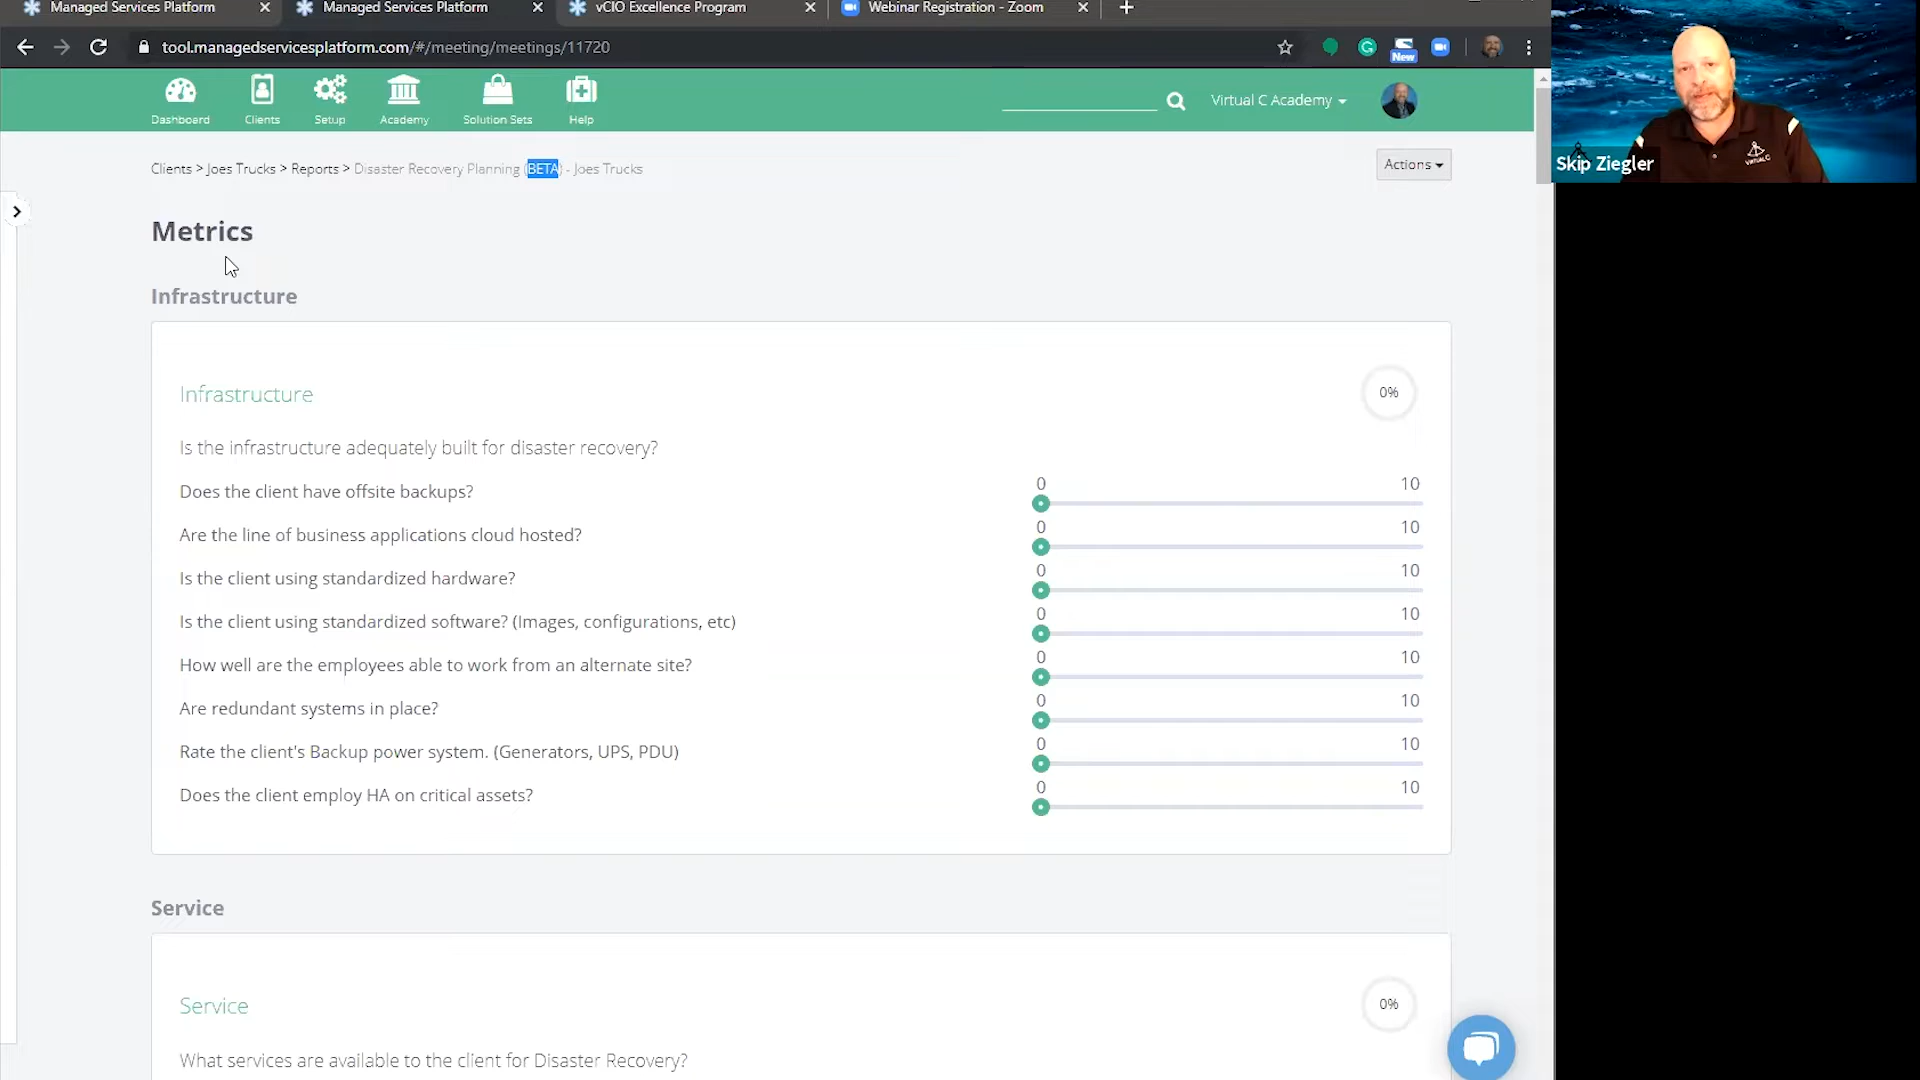 Managed Services Platform
Managed Services Platform
vCIO Excellence Program
Webinar Registration - Zoom
tool.managedservicesplatform.com/#/meeting/meetings/11720
New
Dashboard
Clients
Setup
Academy
Solution Sets
Help
Virtual C Academy
Skip Ziegler
VIRTUAL C
Clients > Joes Trucks > Reports > Disaster Recovery Planning (BETA) - Joes Trucks
Actions
Metrics
Infrastructure
Infrastructure
0%
Is the infrastructure adequately built for disaster recovery?
Does the client have offsite backups?
0 10
Are the line of business applications cloud hosted?
0 10
Is the client using standardized hardware?
0 10
Is the client using standardized software? (Images, configurations, etc)
0 10
How well are the employees able to work from an alternate site?
0 10
Are redundant systems in place?
0 10
Rate the client's Backup power system. (Generators, UPS, PDU)
0 10
Does the client employ HA on critical assets?
0 10
Service
Service
0%
What services are available to the client for Disaster Recovery?